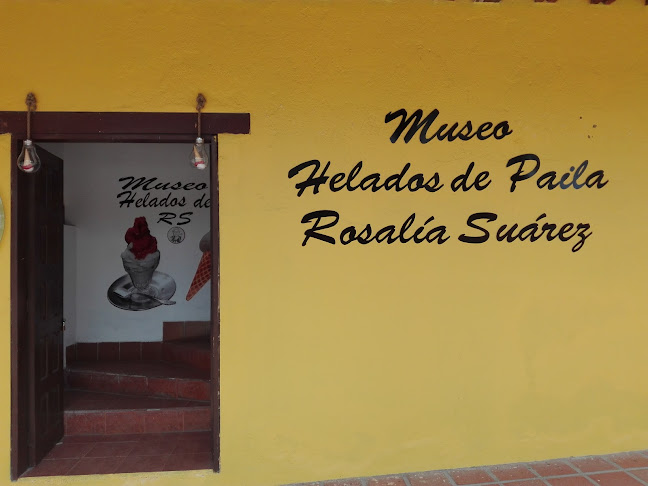 Museo
Helados de Paila
Rosalía Suárez
Museo
Helados de
RS